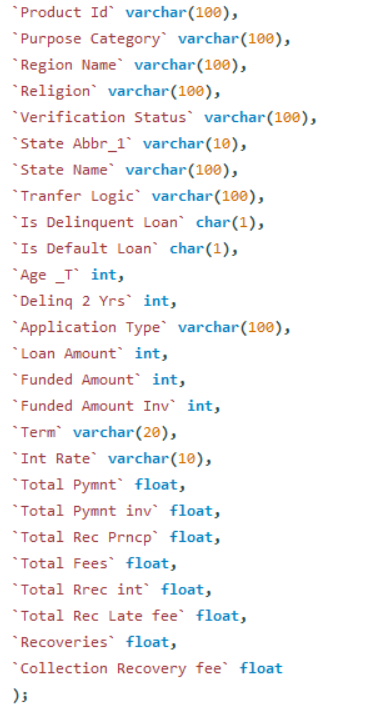 `Product Id` varchar(100),
`Purpose Category` varchar(100),
`Region Name` varchar(100),
`Religion` varchar(100),
`Verification Status` varchar(100),
`State Abbr_1` varchar(10),
`State Name` varchar(100),
`Tranfer Logic` varchar(100),
`Is Delinquent Loan` char(1),
`Is Default Loan` char(1),
`Age _T` int,
`Delinq 2 Yrs` int,
`Application Type` varchar(100),
`Loan Amount` int,
`Funded Amount` int,
`Funded Amount Inv` int,
`Term` varchar(20),
`Int Rate` varchar(10),
`Total Pymnt` float,
`Total Pymnt inv` float,
`Total Rec Prncp` float,
`Total Fees` float,
`Total Rrec int` float,
`Total Rec Late fee` float,
`Recoveries` float,
`Collection Recovery fee` float
);